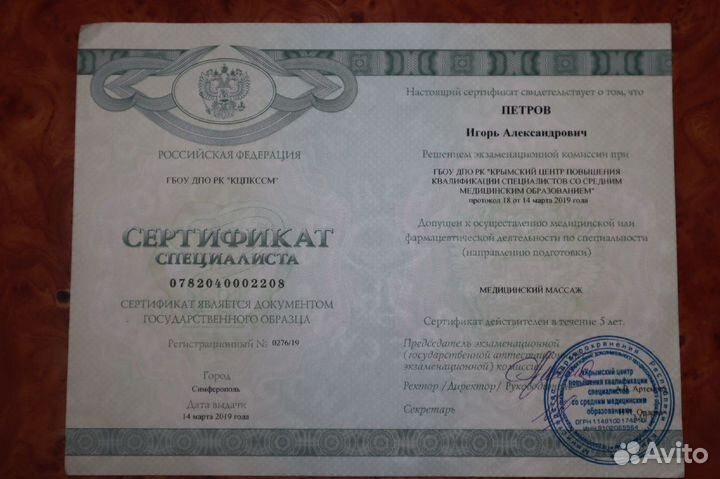 РОССИЙСКАЯ ФЕДЕРАЦИЯ
ГБОУ ДПО РК "КЦПКССМ"
СЕРТИФИКАТ
СПЕЦИАЛИСТА
0782040002208
СЕРТИФИКАТ ЯВЛЯЕТСЯ ДОКУМЕНТОМ
ГОСУДАРСТВЕННОГО ОБРАЗЦА
Регистрационный № 0276/19
Город
Симферополь
Дата выдачи
14 марта 2019 года
Настоящий сертификат свидетельствует о том, что
ПЕТРОВ
Игорь Александрович
Решением экзаменационной комиссии при
ГБОУ ДПО РК "КРЫМСКИЙ ЦЕНТР ПОВЫШЕНИЯ
КВАЛИФИКАЦИИ СПЕЦИАЛИСТОВ СО СРЕДНИМ
МЕДИЦИНСКИМ ОБРАЗОВАНИЕМ"
протокол 18 от 14 марта 2019 года
Допущен к осуществлению медицинской или
фармацевтической деятельности по специальности
(направлению подготовки)
МЕДИЦИНСКИЙ МАССАЖ
Сертификат действителен в течение 5 лет.
Председатель экзаменационной
(государственной аттестацион
экзаменационной) комиссии
Ректор /Директор/ Руководи
Секретарь
Крымский центр
повышения квалификации
специалистов
со средним медицинским
образованием
Avito